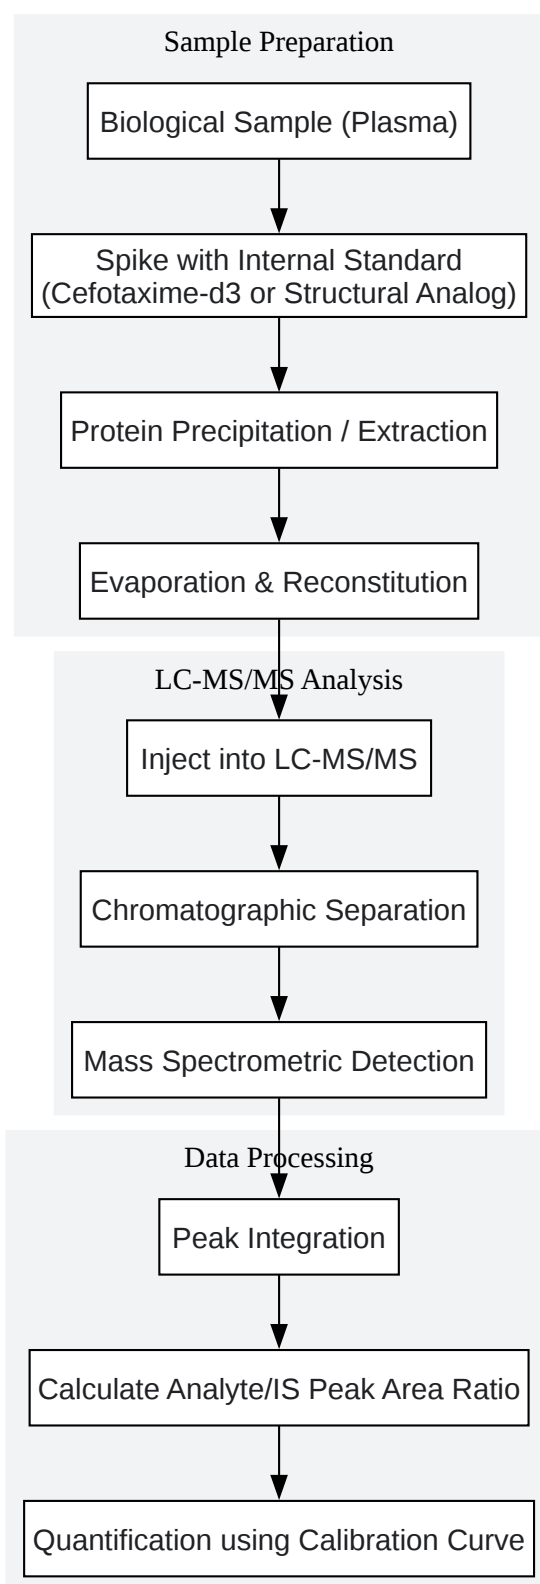 Sample Preparation
Biological Sample (Plasma)
Spike with Internal Standard
(Cefotaxime-d3 or Structural Analog)
Protein Precipitation / Extraction
Evaporation & Reconstitution
LC-MS/MS Analysis
Inject into LC-MS/MS
Chromatographic Separation
Mass Spectrometric Detection
Data Processing
Peak Integration
Calculate Analyte/IS Peak Area Ratio
Quantification using Calibration Curve